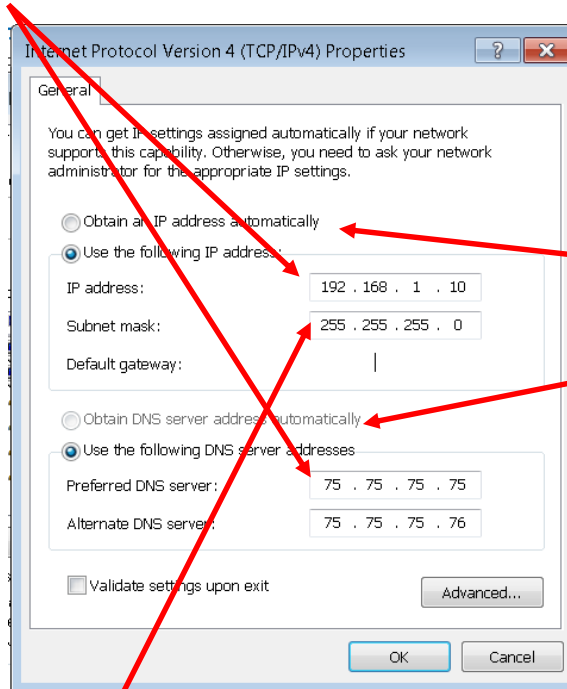 Internet Protocol Version 4 (TCP/IPv4) Properties
General
You can get IP settings assigned automatically if your network
supports this capability. Otherwise, you need to ask your network
administrator for the appropriate IP settings.
Obtain an IP address automatically
Use the following IP address:
IP address: 192 . 168 . 1 . 10
Subnet mask: 255 . 255 . 255 . 0
Default gateway:
Obtain DNS server address automatically
Use the following DNS server addresses
Preferred DNS server: 75 . 75 . 75 . 75
Alternate DNS server: 75 . 75 . 75 . 76
Validate settings upon exit
Advanced...
OK Cancel